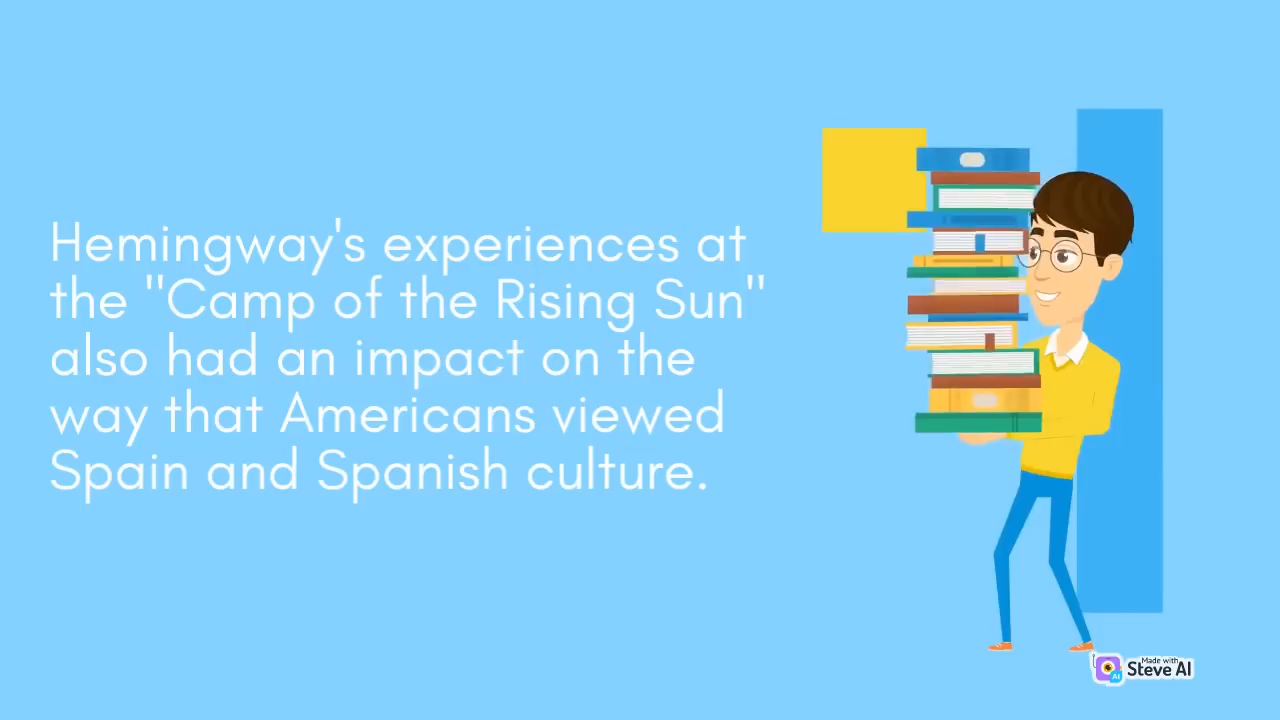 Hemingway's experiences at
the "Camp of the Rising Sun"
also had an impact on the
way that Americans viewed
Spain and Spanish culture.
Made with
Steve AI
AI